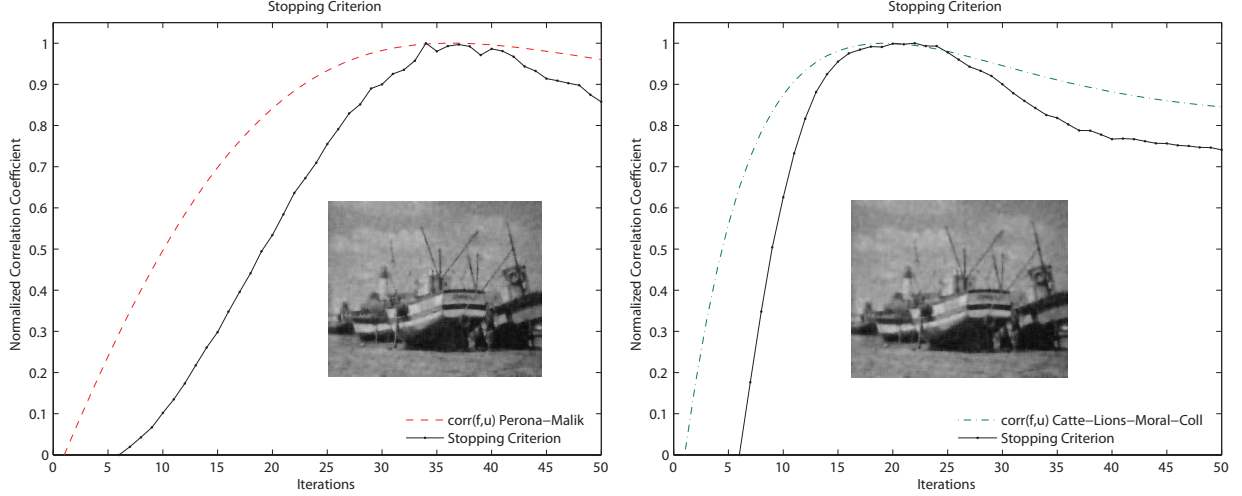 Stopping Criterion
Normalized Correlation Coefficient
1
0.9
0.8
0.7
0.6
0.5
0.4
0.3
0.2
0.1
0
0 5 10 15 20 25 30 35 40 45 50
Iterations
corr(f,u) Perona−Malik
Stopping Criterion
Stopping Criterion
Normalized Correlation Coefficient
1
0.9
0.8
0.7
0.6
0.5
0.4
0.3
0.2
0.1
0
0 5 10 15 20 25 30 35 40 45 50
Iterations
corr(f,u) Catte−Lions−Moral−Coll
Stopping Criterion